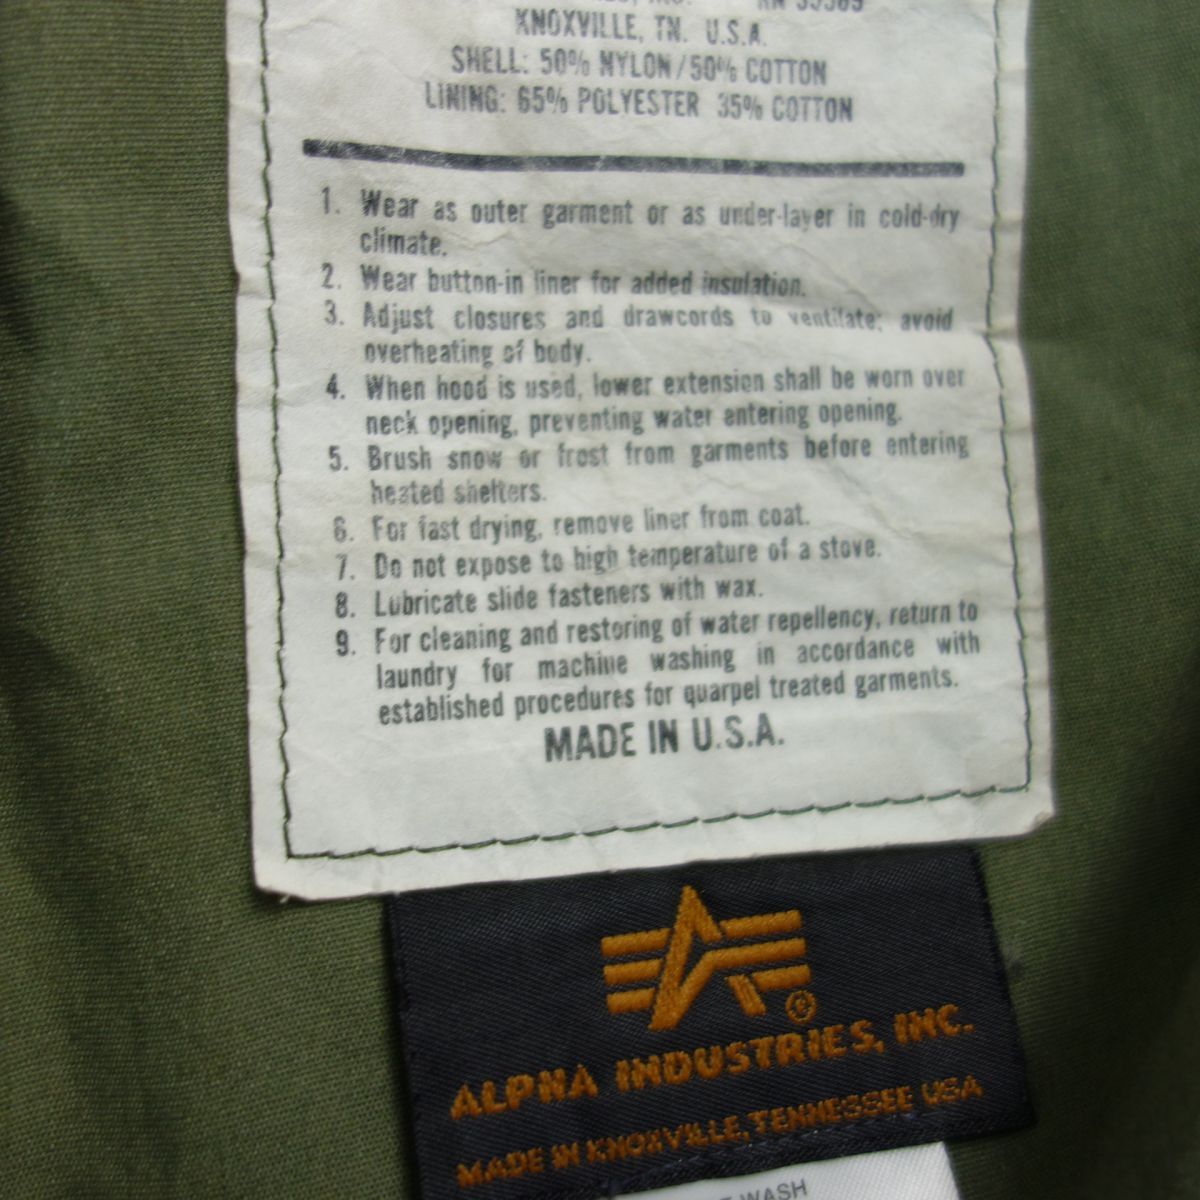 KNOXVILLE, TN. U.S.A.
SHELL: 50% NYLON/50% COTTON
LINING: 65% POLYESTER 35% COTTON
1. Wear as outer garment or as under-layer in cold-dry
climate.
2. Wear button-in liner for added insulation.
3. Adjust closures and drawcords to ventilate; avoid
overheating of body.
4. When hood is used, lower extension shall be worn over
neck opening, preventing water entering opening.
5. Brush snow or frost from garments before entering
heated shelters.
6. For fast drying, remove liner from coat.
7. Do not expose to high temperature of a stove.
8. Lubricate slide fasteners with wax.
9. For cleaning and restoring of water repellency, return to
laundry for machine washing in accordance with
established procedures for quarpel treated garments.
MADE IN U.S.A.
®
ALPHA INDUSTRIES, INC.
MADE IN KNOXVILLE, TENNESSEE USA
WASH